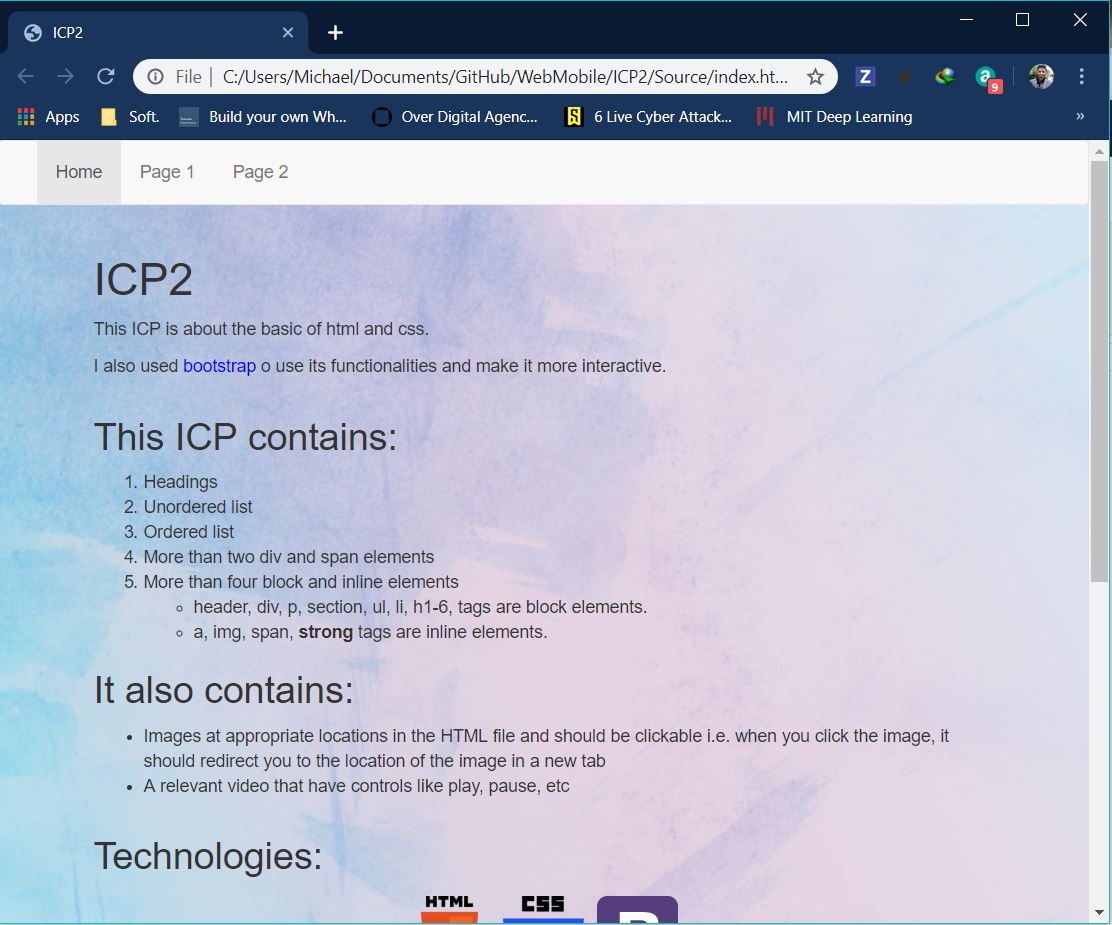 ICP2
File | C:/Users/Michael/Documents/GitHub/WebMobile/ICP2/Source/index.ht...
Z
a
9
Apps
Soft.
Build your own Wh...
Over Digital Agenc...
6 Live Cyber Attack...
MIT Deep Learning
»
Home
Page 1
Page 2
ICP2
This ICP is about the basic of html and css.
I also used bootstrap o use its functionalities and make it more interactive.
This ICP contains:
1. Headings
2. Unordered list
3. Ordered list
4. More than two div and span elements
5. More than four block and inline elements
◦ header, div, p, section, ul, li, h1-6, tags are block elements.
◦ a, img, span, strong tags are inline elements.
It also contains:
• Images at appropriate locations in the HTML file and should be clickable i.e. when you click the image, it
should redirect you to the location of the image in a new tab
• A relevant video that have controls like play, pause, etc
Technologies:
HTML
CSS